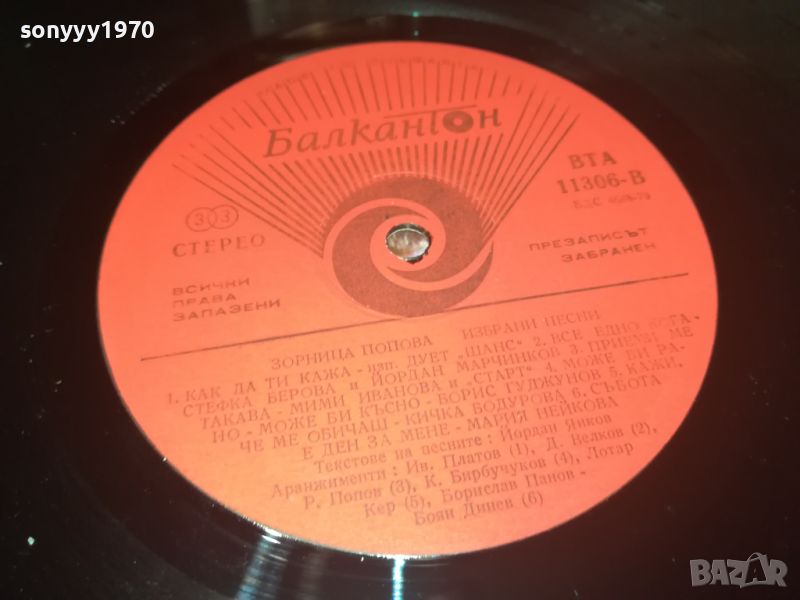 sonyyy1970
Балкантон
ВТА
11306-В
БДС 4628-79
33
СТЕРЕО
ВСИЧКИ
ПРАВА
ЗАПАЗЕНИ
ПРЕЗАПИСЪТ
ЗАБРАНЕН
ЗОРНИЦА ПОПОВА ИЗБРАНИ ПЕСНИ
1. КАК ДА ТИ КАЖА - изп. ДУЕТ „ШАНС“ 2. ВСЕ ЕДНО -
СТЕФКА БЕРОВА и ЙОРДАН МАРЧИНКОВ 3. ПРИЕМИ МЕ
ТАКАВА - МИМИ ИВАНОВА и „СТАРТ“ 4. МОЖЕ БИ РА-
НО - МОЖЕ БИ КЪСНО - БОРИС ГУДЖУНОВ 5. КАЖИ,
ЧЕ МЕ ОБИЧАШ - КИЧКА БОДУРОВА 6. СЪБОТА
Е ДЕН ЗА МЕНЕ - МАРИЯ НЕЙКОВА
Текстове на песните: Йордан Янков
Аранжименти: Ив. Платов (1), Д. Велков (2),
Р. Попов (3), К. Бирбучуков (4), Лотар
Кер (5), Борислав Панов -
Боян Динев (6)
BAZAR